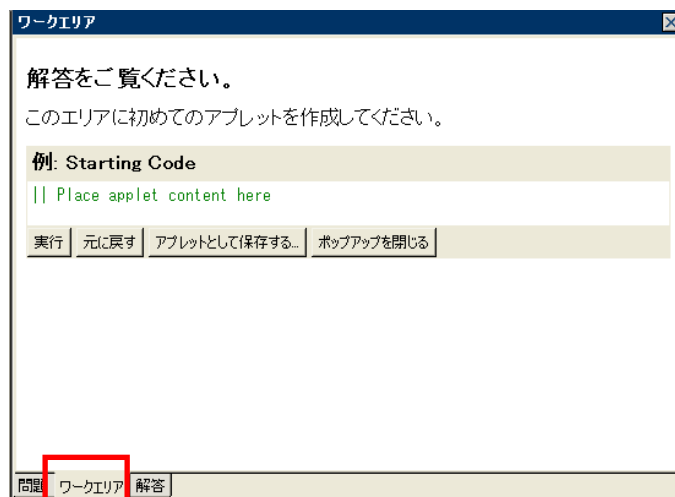 ワークエリア
解答をご覧ください。
このエリアに初めてのアプレットを作成してください。
例: Starting Code
|| Place applet content here
実行 元に戻す アプレットとして保存する... ポップアップを閉じる
問題 ワークエリア 解答